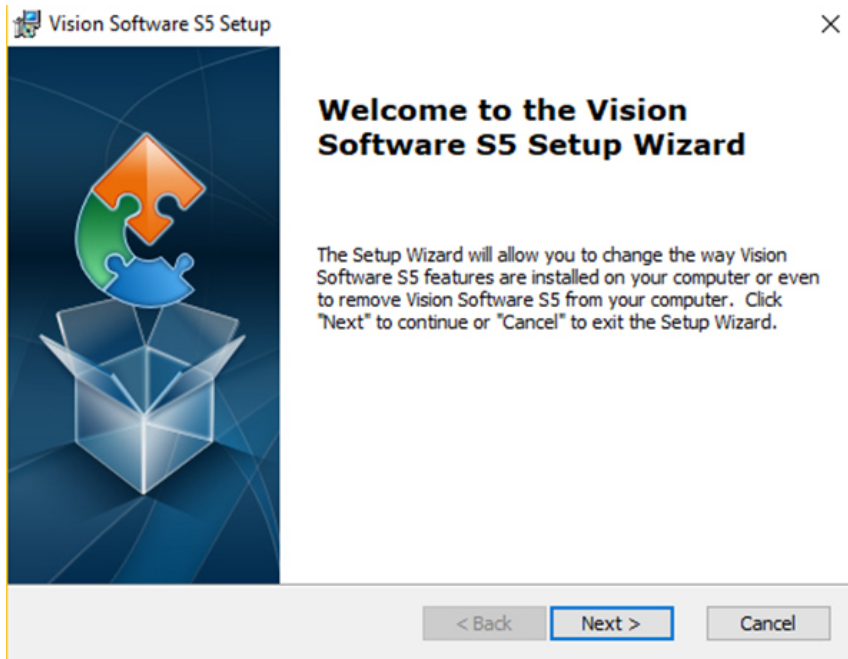 Vision Software S5 Setup
Welcome to the Vision
Software S5 Setup Wizard
The Setup Wizard will allow you to change the way Vision
Software S5 features are installed on your computer or even
to remove Vision Software S5 from your computer.  Click
"Next" to continue or "Cancel" to exit the Setup Wizard.
< Back Next > Cancel